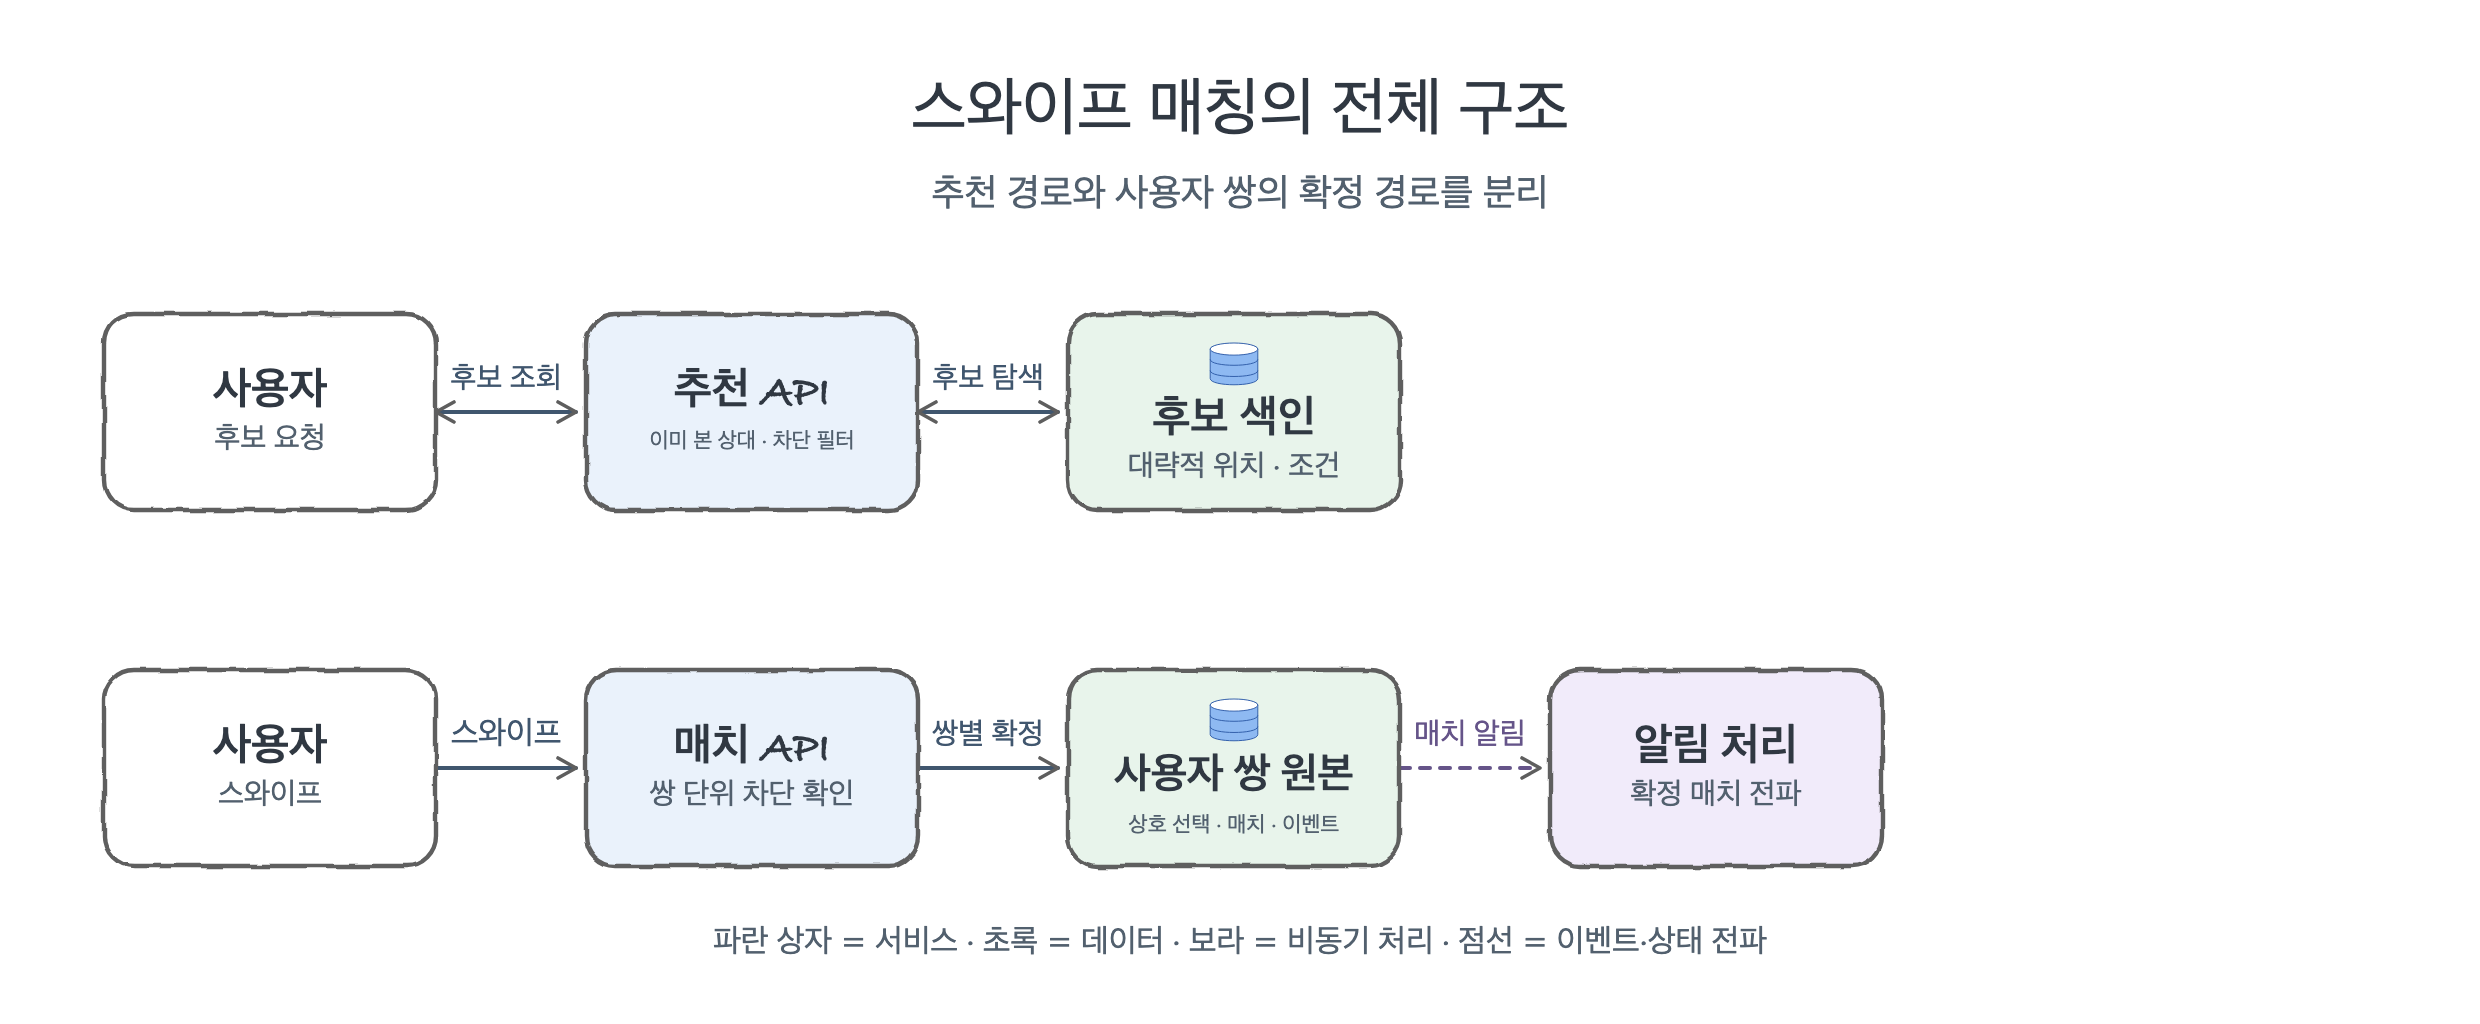 스와이프 매칭의 전체 구조
추천 경로와 사용자 쌍의 확정 경로를 분리
사용자
후보 요청
후보 조회
추천 API
이미 본 상대 · 차단 필터
후보 탐색
후보 색인
대략적 위치 · 조건
사용자
스와이프
스와이프
매치 API
쌍 단위 차단 확인
쌍별 확정
사용자 쌍 원본
상호 선택 · 매치 · 이벤트
매치 알림
알림 처리
확정 매치 전파
파란 상자 = 서비스 · 초록 = 데이터 · 보라 = 비동기 처리 · 점선 = 이벤트·상태 전파